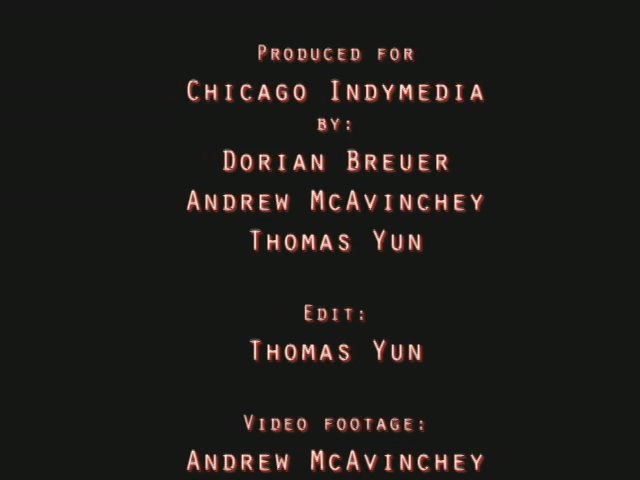 Produced for
Chicago Indymedia
by:
Dorian Breuer
Andrew McAvinchey
Thomas Yun
Edit:
Thomas Yun
Video footage:
Andrew McAvinchey